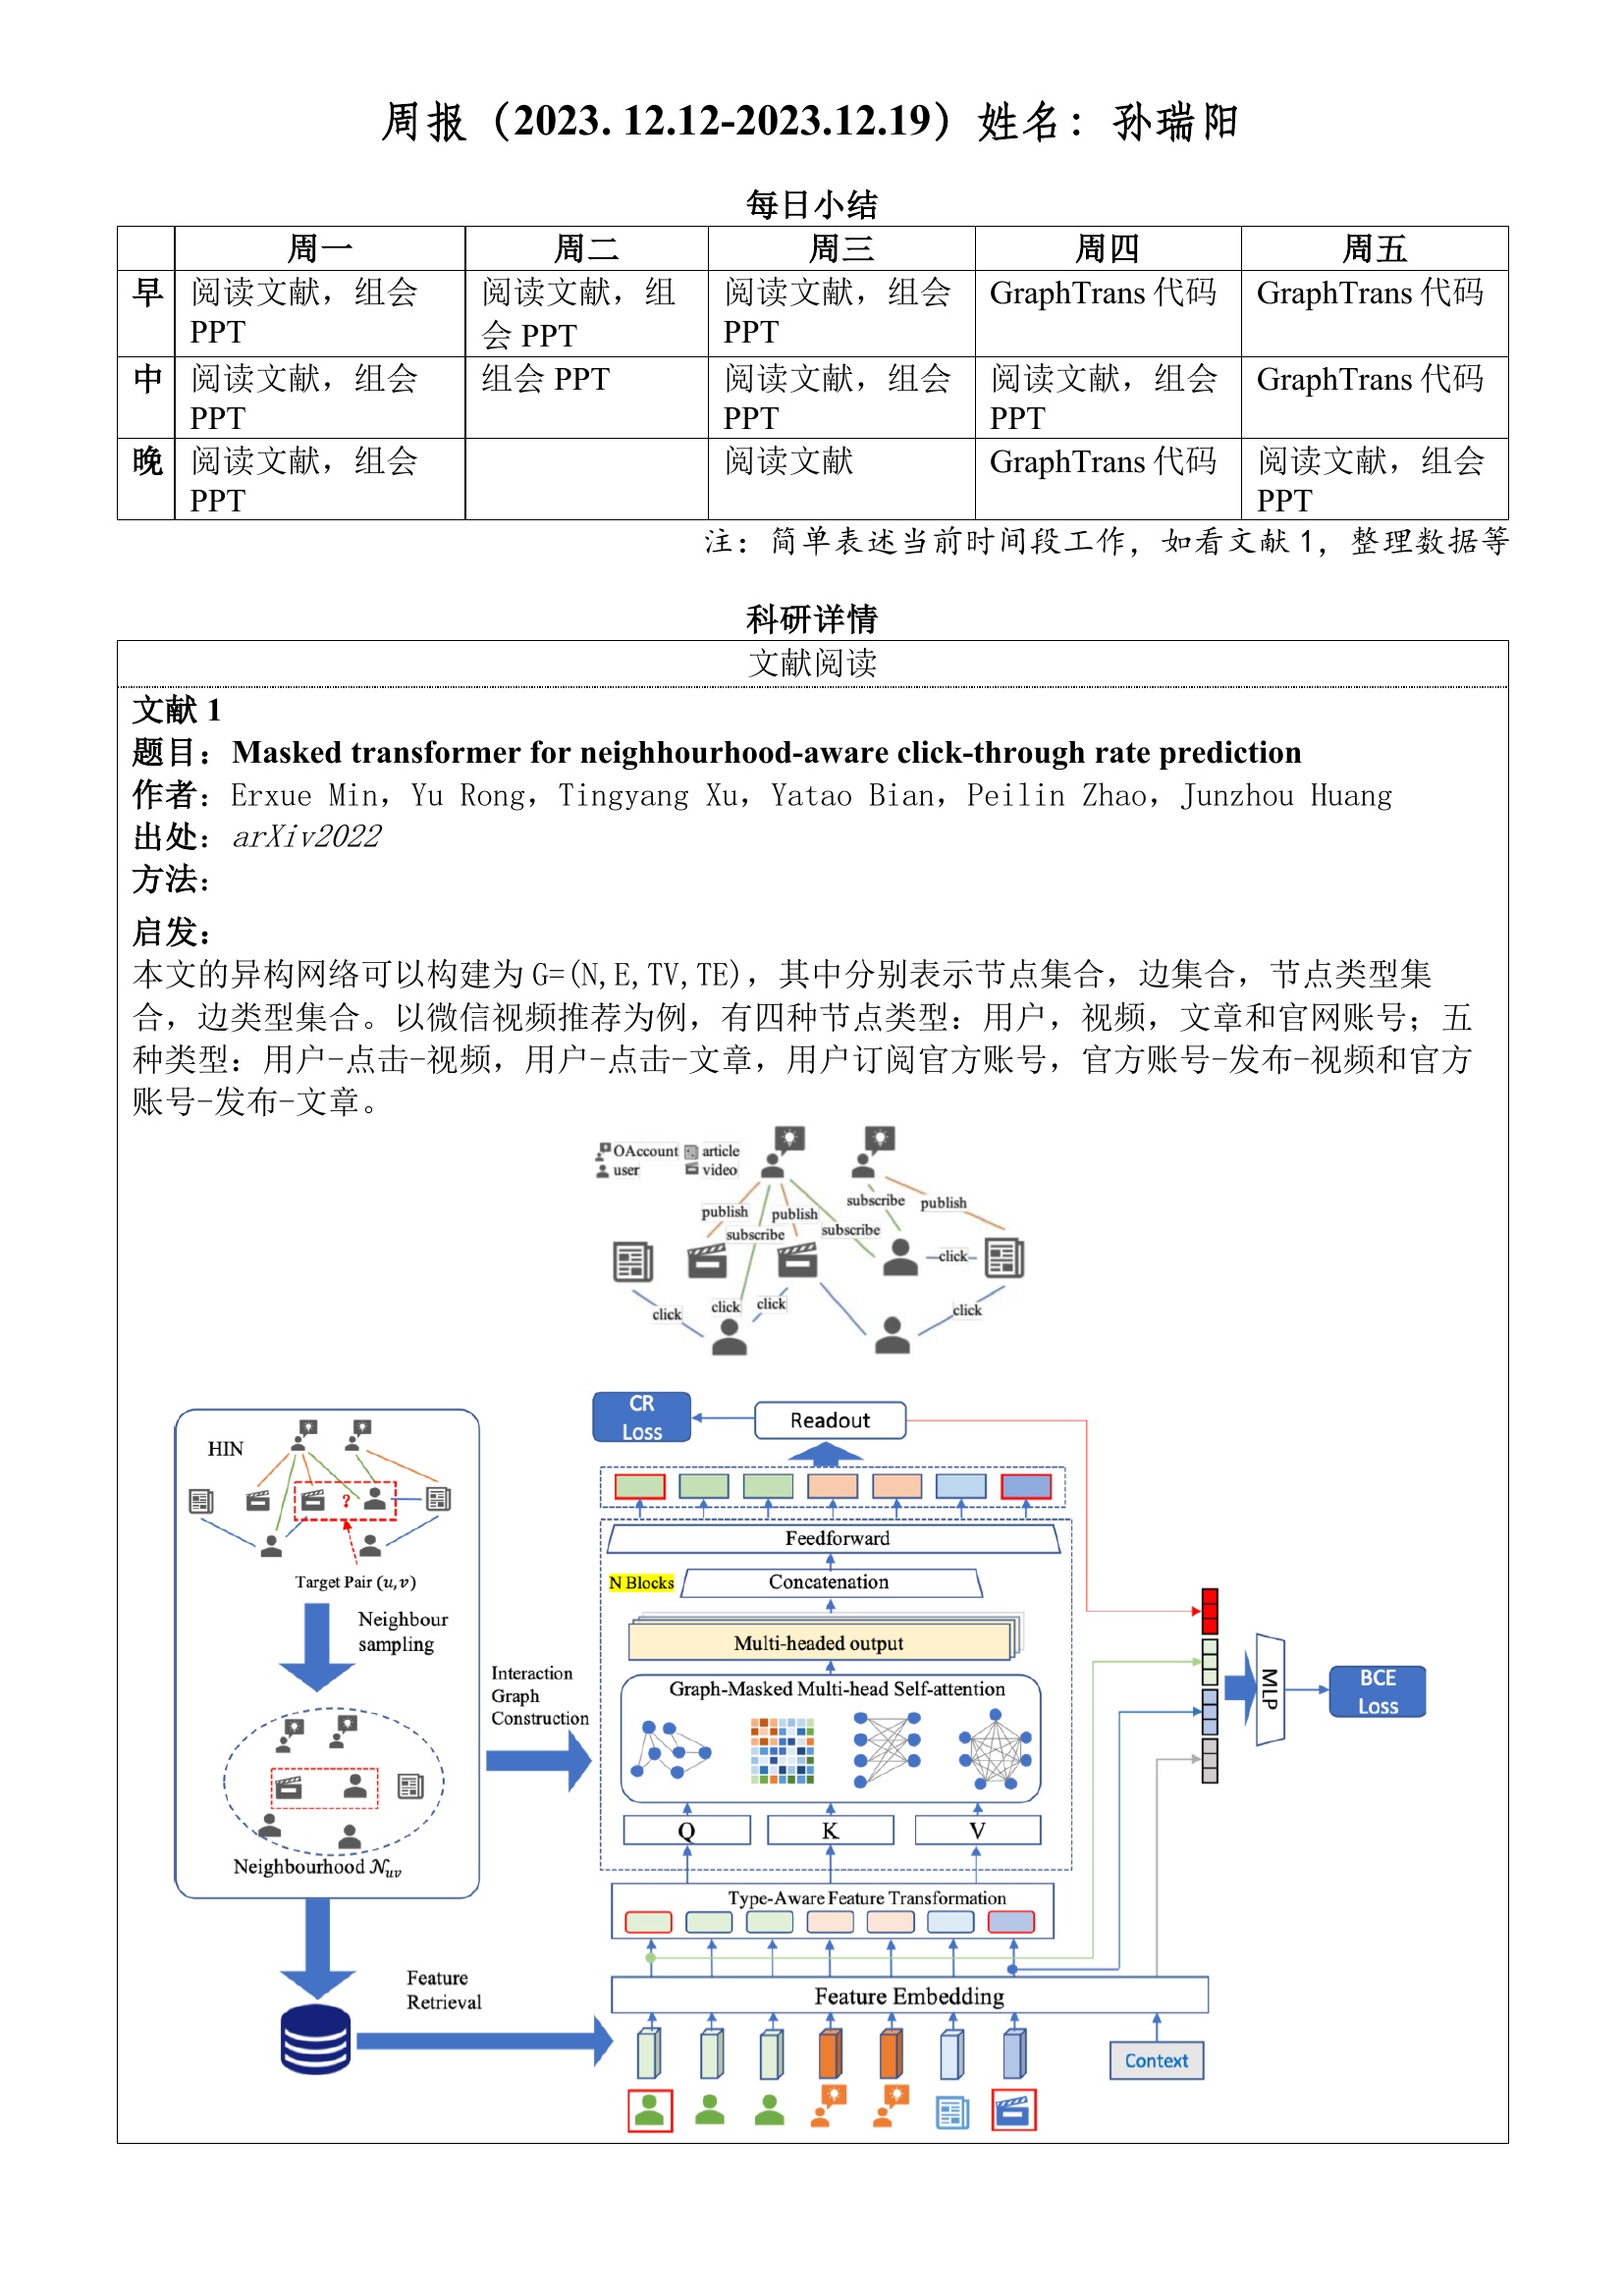 周报（2023. 12.12-2023.12.19）姓名：孙瑞阳
每日小结
周一 周二 周三 周四 周五
早 阅读文献，组会 阅读文献，组 阅读文献，组会 GraphTrans 代码 GraphTrans 代码
PPT 会 PPT PPT
中 阅读文献，组会 组会 PPT 阅读文献，组会 阅读文献，组会 GraphTrans 代码
PPT PPT PPT
晚 阅读文献，组会 阅读文献 GraphTrans 代码 阅读文献，组会
PPT PPT
注：简单表述当前时间段工作，如看文献 1，整理数据等
科研详情
文献阅读
文献 1
题目：Masked transformer for neighhourhood-aware click-through rate prediction
作者：Erxue Min，Yu Rong，Tingyang Xu，Yatao Bian，Peilin Zhao，Junzhou Huang
出处：arXiv2022
方法：
启发：
本文的异构网络可以构建为 G=(N,E,TV,TE)，其中分别表示节点集合，边集合，节点类型集
合，边类型集合。以微信视频推荐为例，有四种节点类型：用户，视频，文章和官网账号；五
种类型：用户-点击-视频，用户-点击-文章，用户订阅官方账号，官方账号-发布-视频和官方
账号-发布-文章。
OAccount article
user video
subscribe publish
publish publish
subscribe subscribe
click
click click click click
CR
Loss
Readout
HIN
?
Target Pair (u,v)
Neighbour
sampling
Neighbourhood 𝒩uv
Interaction
Graph
Construction
Feedforward
N Blocks
Concatenation
Multi-headed output
Graph-Masked Multi-head Self-attention
Q K V
Type-Aware Feature Transformation
Feature
Retrieval
Feature Embedding
Context
MLP
BCE
Loss